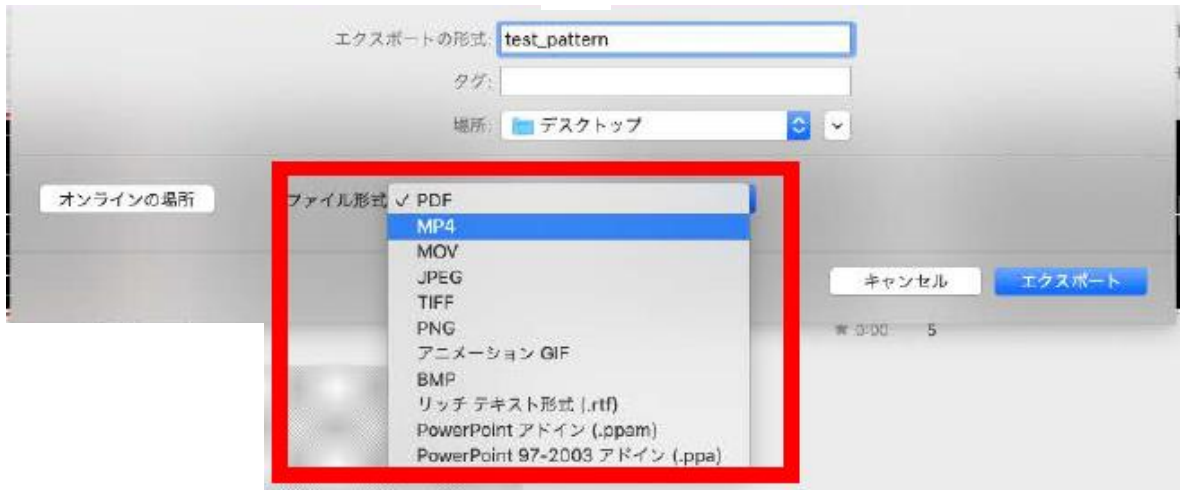 エクスポートの形式: test_pattern
タグ:
場所: デスクトップ
オンラインの場所
ファイル形式 ✓ PDF
MP4
MOV
JPEG
TIFF
PNG
アニメーション GIF
BMP
リッチ テキスト形式 (.rtf)
PowerPoint アドイン (.ppam)
PowerPoint 97-2003 アドイン (.ppa)
キャンセル エクスポート
0:00 5